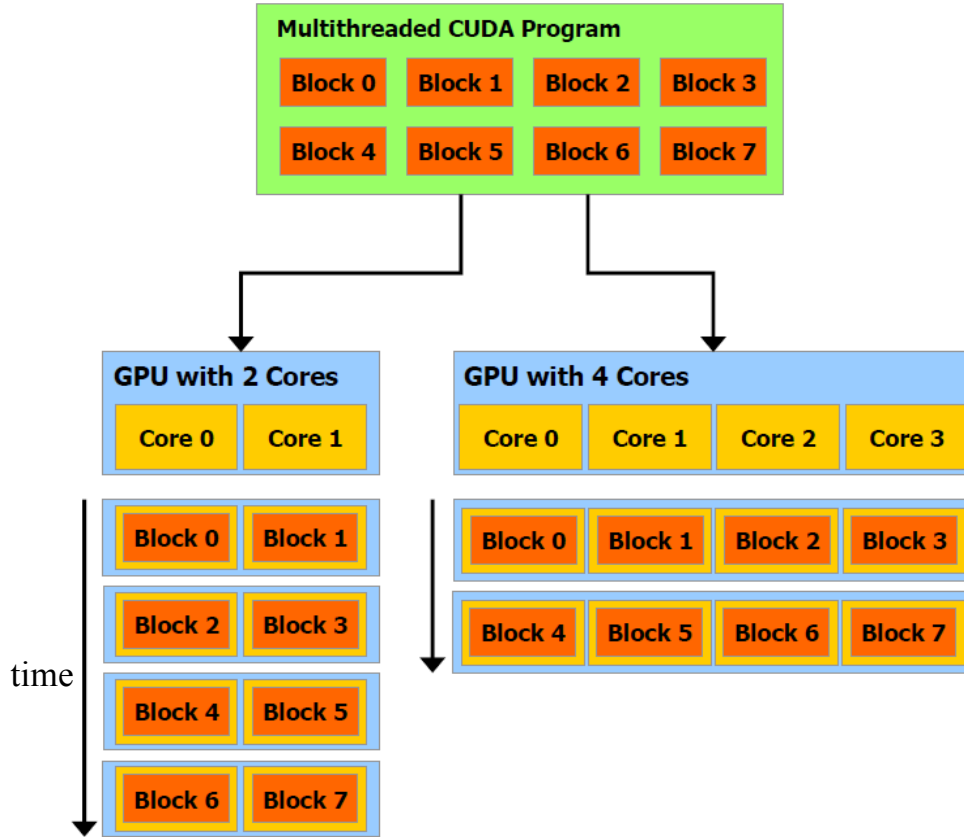 Multithreaded CUDA Program
Block 0 Block 1 Block 2 Block 3
Block 4 Block 5 Block 6 Block 7
GPU with 2 Cores
Core 0 Core 1
Block 0 Block 1
Block 2 Block 3
Block 4 Block 5
Block 6 Block 7
time
GPU with 4 Cores
Core 0 Core 1 Core 2 Core 3
Block 0 Block 1 Block 2 Block 3
Block 4 Block 5 Block 6 Block 7